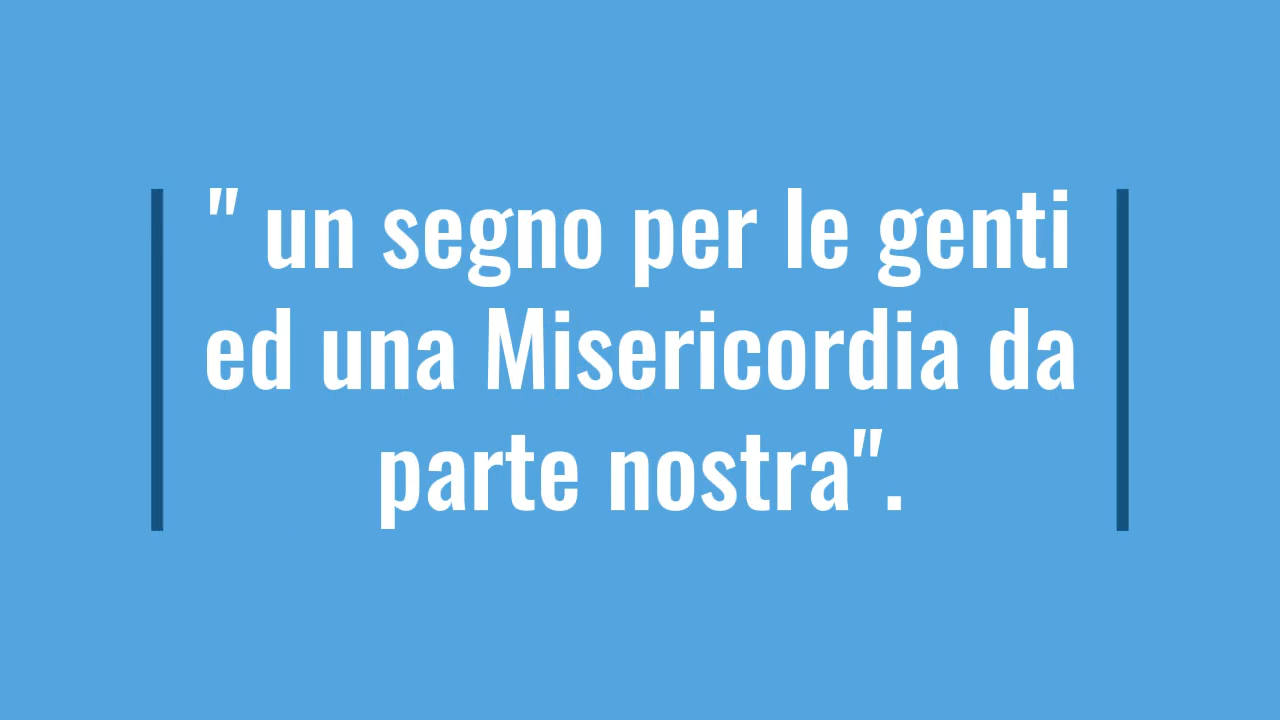 " un segno per le genti
ed una Misericordia da
parte nostra".